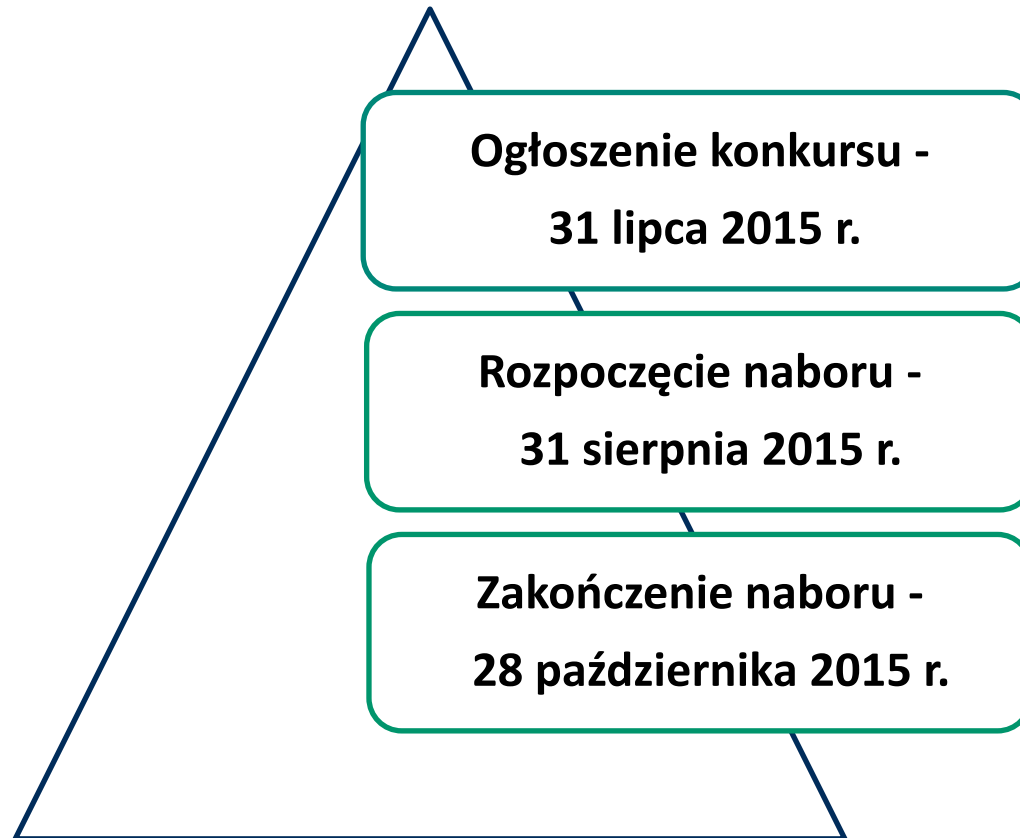 Ogłoszenie konkursu -
31 lipca 2015 r.
Rozpoczęcie naboru -
31 sierpnia 2015 r.
Zakończenie naboru -
28 października 2015 r.